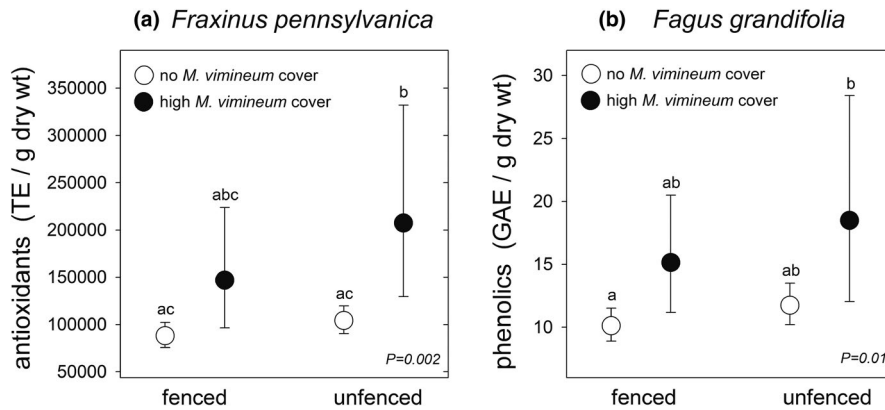 (a) Fraxinus pennsylvanica
antioxidants (TE / g dry wt)
350000
300000
250000
200000
150000
100000
50000
no M. vimineum cover
high M. vimineum cover
ac
abc
ac
b
P=0.002
fenced
unfenced
(b) Fagus grandifolia
phenolics (GAE / g dry wt)
30
25
20
15
10
no M. vimineum cover
high M. vimineum cover
a
ab
ab
b
P=0.01
fenced
unfenced